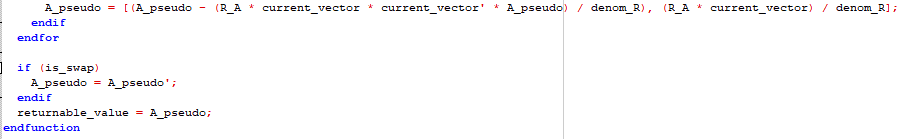 A_pseudo = [(A_pseudo - (R_A * current_vector * current_vector' * A_pseudo) / denom_R), (R_A * current_vector) / denom_R];
endif
endfor
if (is_swap)
A_pseudo = A_pseudo';
endif
returnable_value = A_pseudo;
endfunction